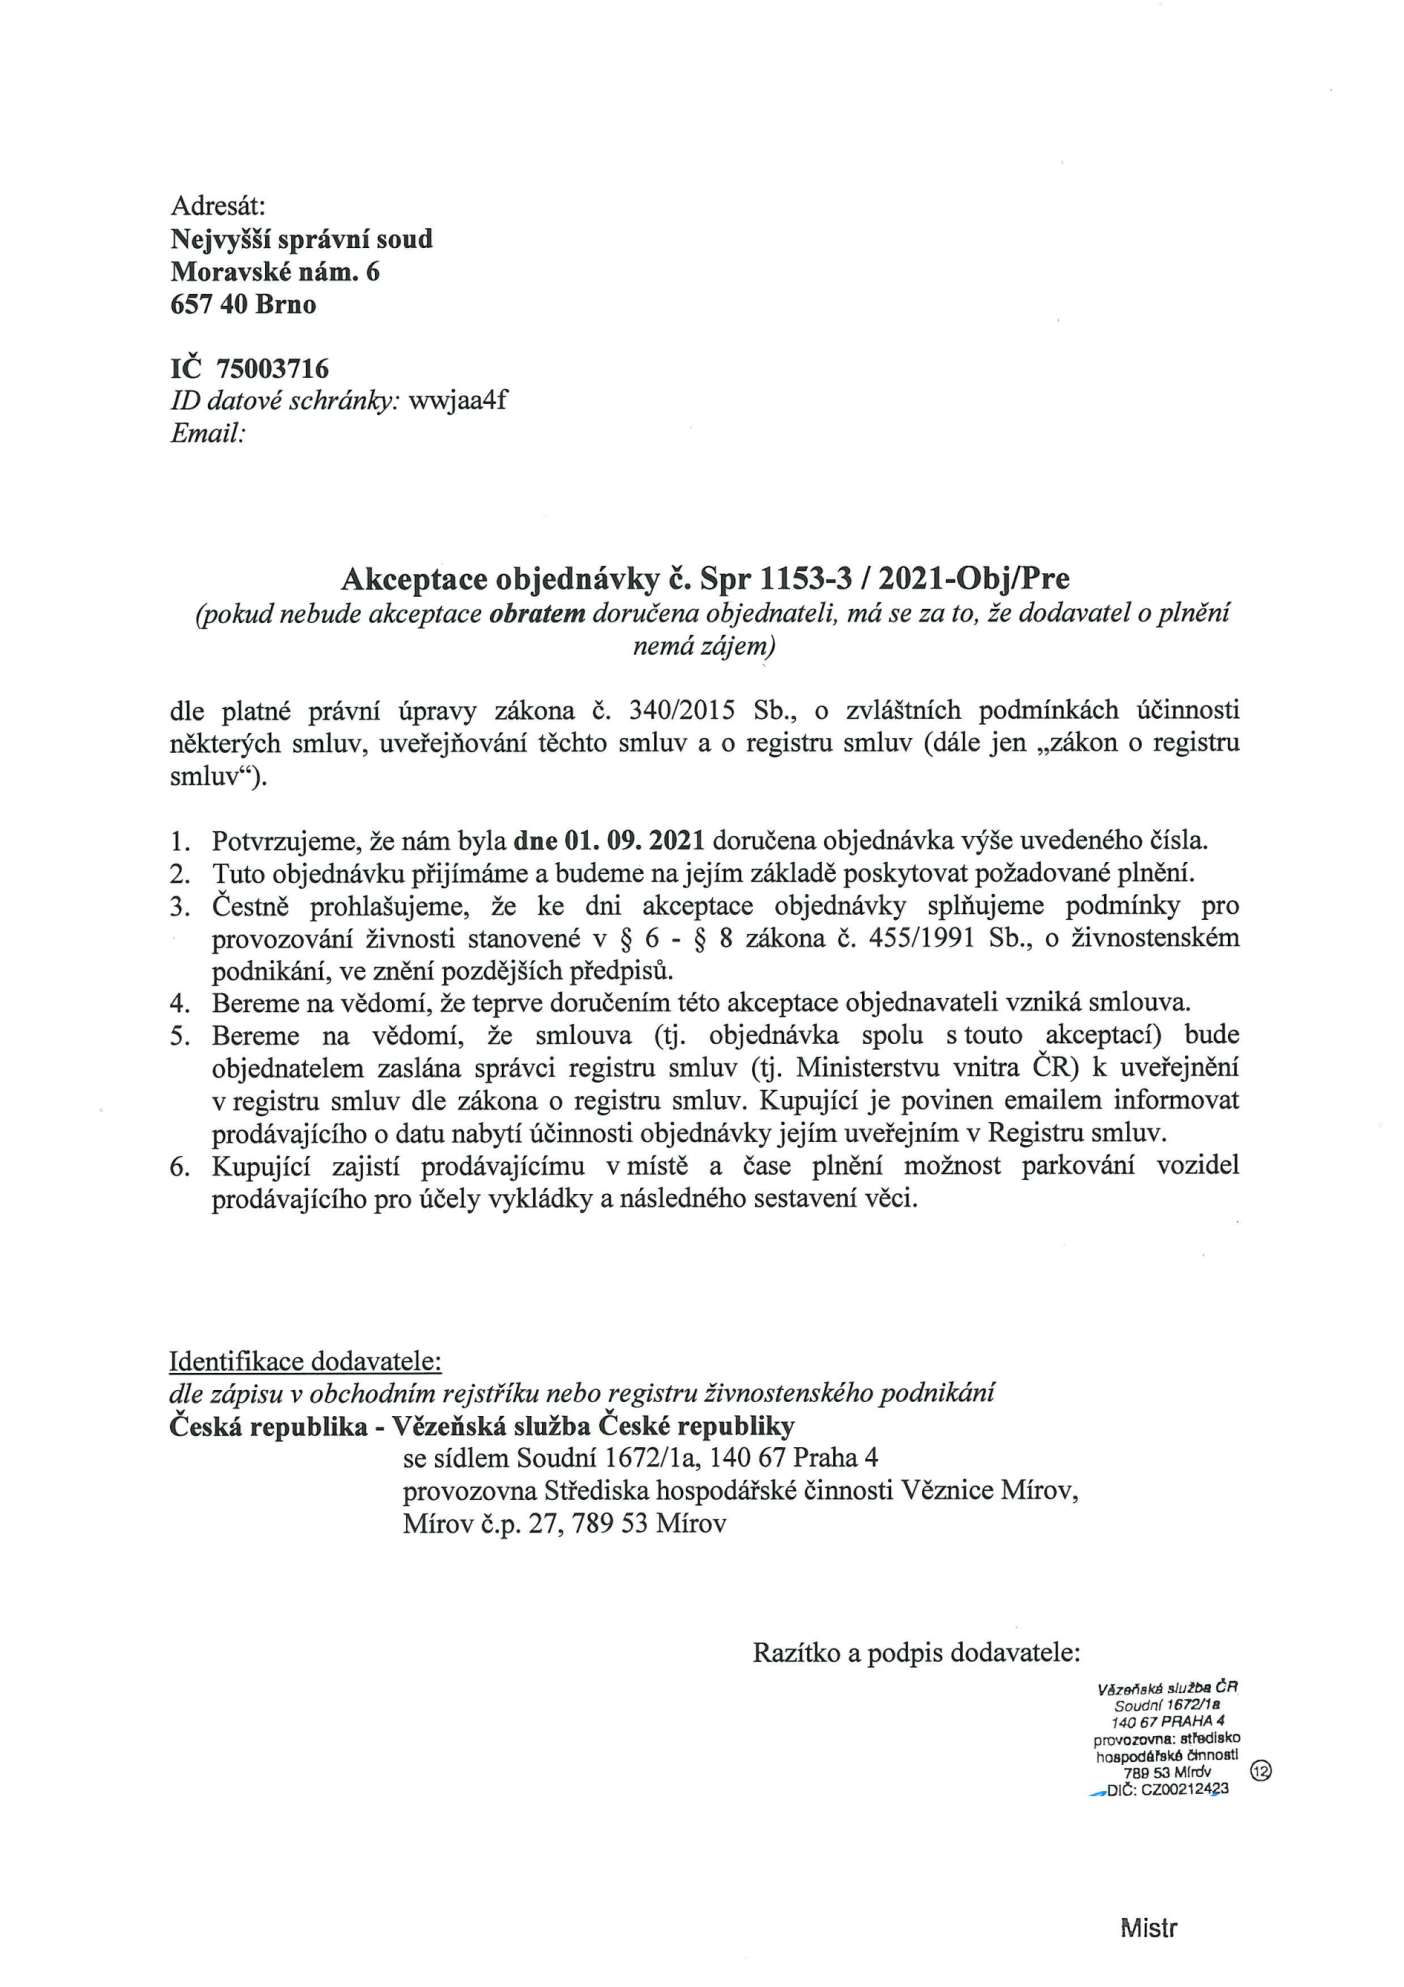 Adresát:
Nejvyšší správní soud
Moravské nám. 6
657 40 Brno
IČ 75003716
ID datové schránky: wwjaa4f
Email:
Akceptace objednávky č. Spr 1153-3 / 2021-Obj/Pre
(pokud nebude akceptace obratem doručena objednateli, má se za to, že dodavatel o plnění
nemá zájem)
dle platné právní úpravy zákona č. 340/2015 Sb., o zvláštních podmínkách účinnosti
některých smluv, uveřejňování těchto smluv a o registru smluv (dále jen „zákon o registru
smluv“).
1. Potvrzujeme, že nám byla dne 01. 09. 2021 doručena objednávka výše uvedeného čísla.
2. Tuto objednávku přijímáme a budeme na jejím základě poskytovat požadované plnění.
3. Čestně prohlašujeme, že ke dni akceptace objednávky splňujeme podmínky pro
provozování živnosti stanovené v § 6 - § 8 zákona č. 455/1991 Sb., o živnostenském
podnikání, ve znění pozdějších předpisů.
4. Bereme na vědomí, že teprve doručením této akceptace objednavateli vzniká smlouva.
5. Bereme na vědomí, že smlouva (tj. objednávka spolu s touto akceptací) bude
objednatelem zaslána správci registru smluv (tj. Ministerstvu vnitra ČR) k uveřejnění
v registru smluv dle zákona o registru smluv. Kupující je povinen emailem informovat
prodávajícího o datu nabytí účinnosti objednávky jejím uveřejním v Registru smluv.
6. Kupující zajistí prodávajícímu v místě a čase plnění možnost parkování vozidel
prodávajícího pro účely vykládky a následného sestavení věci.
Identifikace dodavatele:
dle zápisu v obchodním rejstříku nebo registru živnostenského podnikání
Česká republika - Vězeňská služba České republiky
se sídlem Soudní 1672/1a, 140 67 Praha 4
provozovna Střediska hospodářské činnosti Věznice Mírov,
Mírov č.p. 27, 789 53 Mírov
Razítko a podpis dodavatele:
Vězeňská služba ČR
Soudní 1672/1a
140 67 PRAHA 4
provozovna: středisko
hospodářské činnosti
789 53 Mírov
12
DIČ: CZ00212423
Mistr